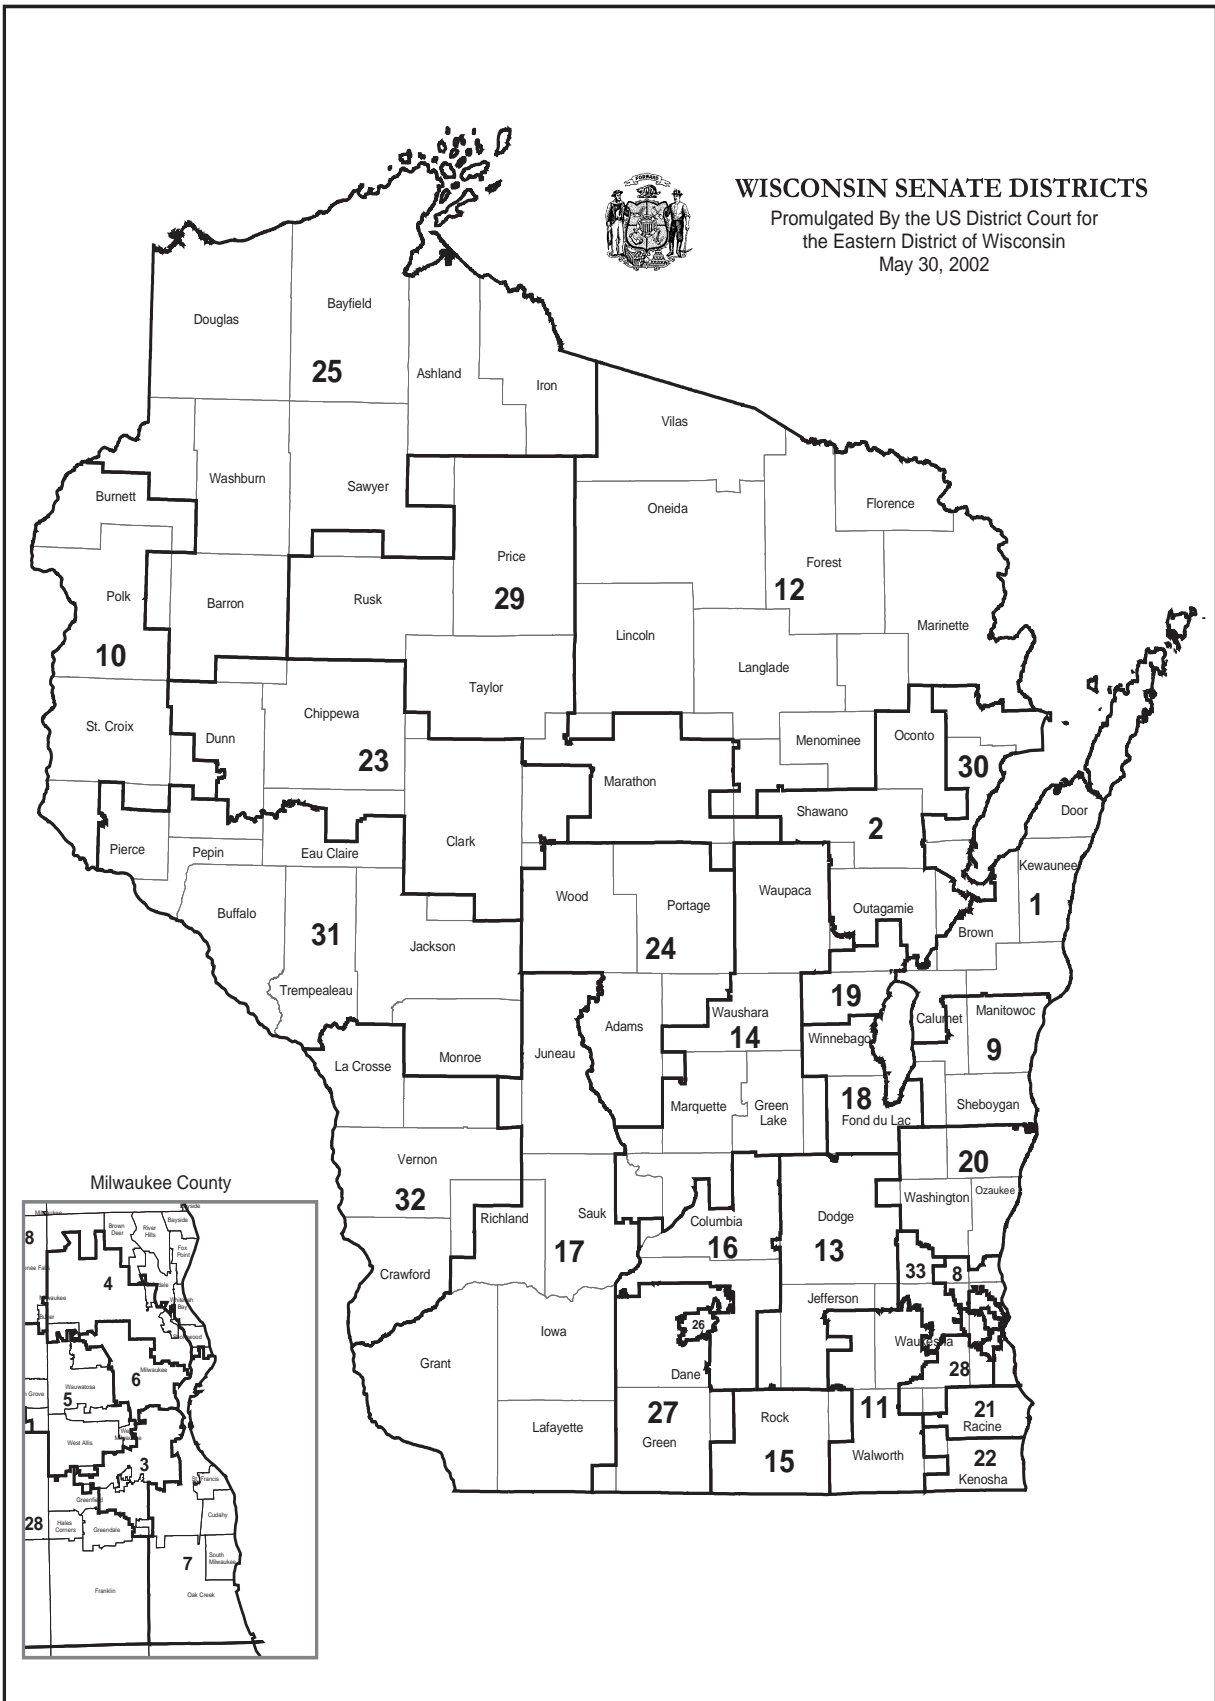 FORWARD
WISCONSIN SENATE DISTRICTS
Promulgated By the US District Court for
the Eastern District of Wisconsin
May 30, 2002
Douglas
Bayfield
25
Ashland
Iron
Vilas
Burnett
Washburn
Sawyer
Oneida
Florence
Price
Forest
12
Polk
Barron
Rusk
29
Marinette
10
Lincoln
Langlade
Taylor
St. Croix
Chippewa
Dunn
Menominee
Oconto
23
Marathon
30
Shawano
Door
2
Pierce
Pepin
Eau Claire
Clark
Kewaunee
Wood
Waupaca
Portage
Outagamie
1
Buffalo
31
Jackson
24
Brown
Trempealeau
19
Adams
Waushara
Calumet
Manitowoc
14
Winnebago
9
La Crosse
Monroe
Juneau
18
Marquette
Green
Lake
Fond du Lac
Sheboygan
Vernon
20
32
Washington
Ozaukee
Richland
Sauk
Columbia
Dodge
17
16
13
Crawford
33
8
Jefferson
Iowa
26
Waukesha
Grant
Dane
28
27
11
21
Lafayette
Green
Rock
Racine
15
Walworth
22
Kenosha
Milwaukee County
Bayside
Brown
Deer
River
Hills
8
Fox
Point
4
Whitefish
Bay
Milwaukee
6
Wauwatosa
5
West Allis
3
St. Francis
Greenfield
Cudahy
28
Hales
Corners
Greendale
7
South
Milwaukee
Franklin
Oak Creek